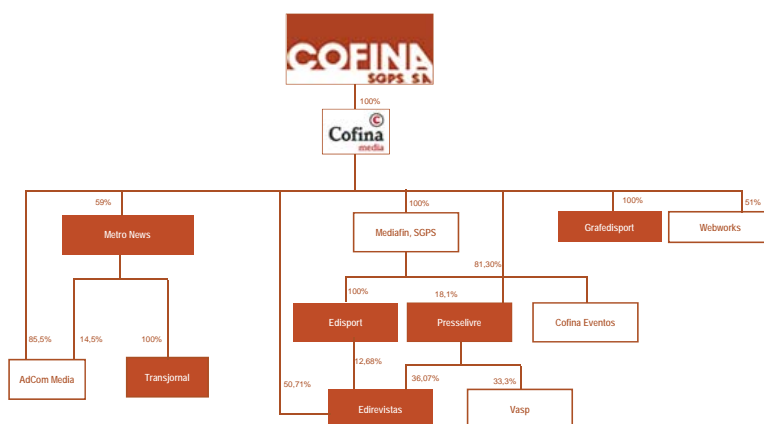 COFINA
SGPS SA
100%
C
Cofina
media
59%
100%
100%
51%
Metro News
Mediafin, SGPS
Grafedisport
Webworks
81,30%
100%
18,1%
Edisport
Presselivre
Cofina Eventos
85,5%
14,5%
100%
12,68%
AdCom Media
Transjornal
50,71%
36,07%
33,3%
Edirevistas
Vasp